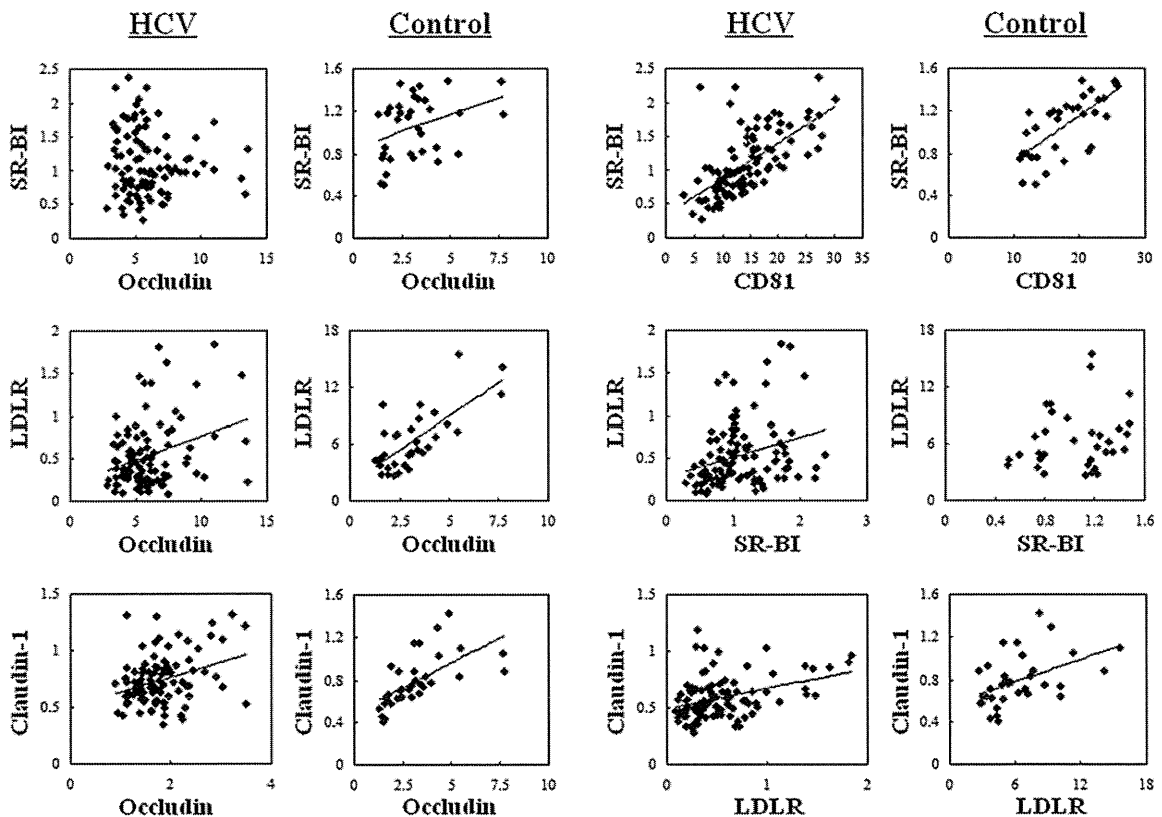 HCV
Control
HCV
Control
SR-BI
2.5
2
1.5
1
0.5
0
0 5 10 15
Occludin
SR-BI
1.6
1.2
0.8
0.4
0
0 2.5 5 7.5 10
Occludin
SR-BI
2.5
2
1.5
1
0.5
0
0 5 10 15 20 25 30 35
CD81
SR-BI
1.6
1.2
0.8
0.4
0
0 10 20 30
CD81
LDLR
2
1.5
1
0.5
0
0 5 10 15
Occludin
LDLR
18
12
6
0
0 2.5 5 7.5 10
Occludin
LDLR
2
1.5
1
0.5
0
0 1 2 3
SR-BI
LDLR
18
12
6
0
0 0.4 0.8 1.2 1.6
SR-BI
Claudin-1
1.5
1
0.5
0
0 2 4
Occludin
Claudin-1
1.6
1.2
0.8
0.4
0
0 2.5 5 7.5 10
Occludin
Claudin-1
1.5
1
0.5
0
0 1 2
LDLR
Claudin-1
1.6
1.2
0.8
0.4
0
0 6 12 18
LDLR